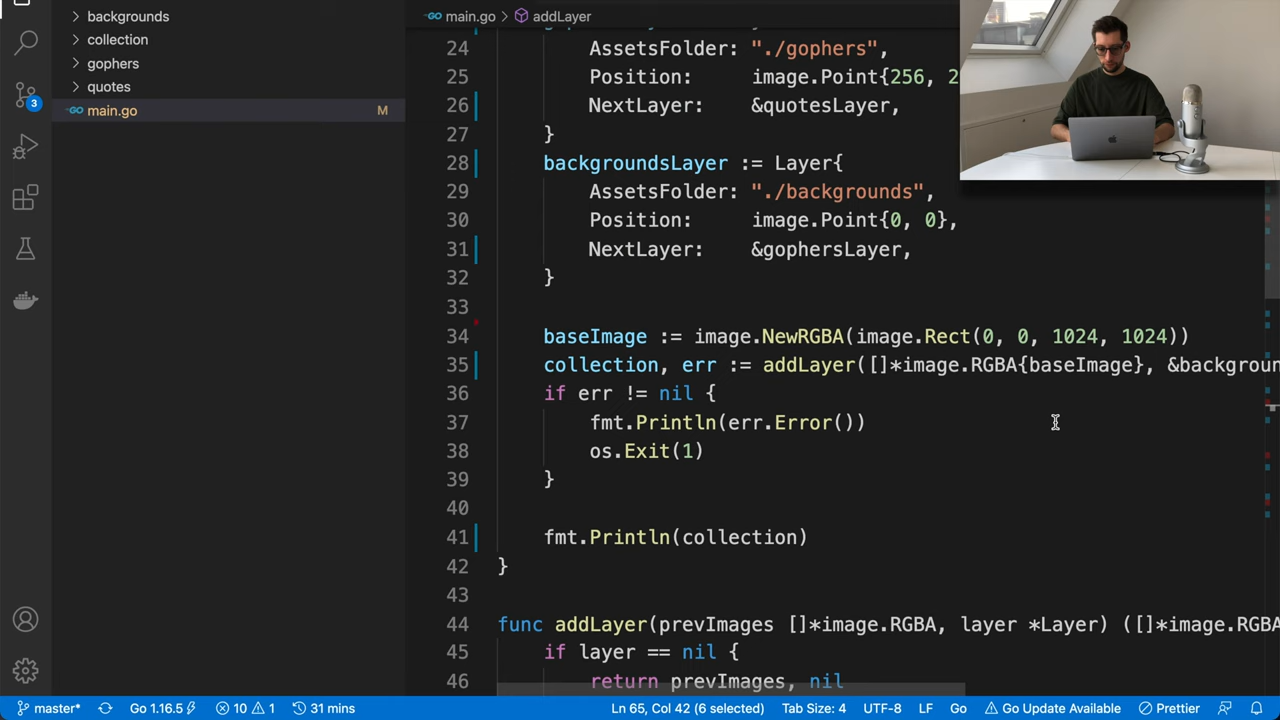 backgrounds
collection
gophers
quotes
GO main.go M
3
GO main.go > addLayer
24 AssetsFolder: "./gophers",
25 Position: image.Point{256, 2
26 NextLayer: &quotesLayer,
27 }
28 backgroundsLayer := Layer{
29 AssetsFolder: "./backgrounds",
30 Position: image.Point{0, 0},
31 NextLayer: &gophersLayer,
32 }
33
34 baseImage := image.NewRGBA(image.Rect(0, 0, 1024, 1024))
35 collection, err := addLayer([]*image.RGBA{baseImage}, &backgroun
36 if err != nil {
37 fmt.Println(err.Error())
38 os.Exit(1)
39 }
40
41 fmt.Println(collection)
42 }
43
44 func addLayer(prevImages []*image.RGBA, layer *Layer) ([]*image.RGBA
45 if layer == nil {
46 return prevImages, nil
master* Go 1.16.5 10 1 31 mins Ln 65, Col 42 (6 selected) Tab Size: 4 UTF-8 LF Go Go Update Available Prettier